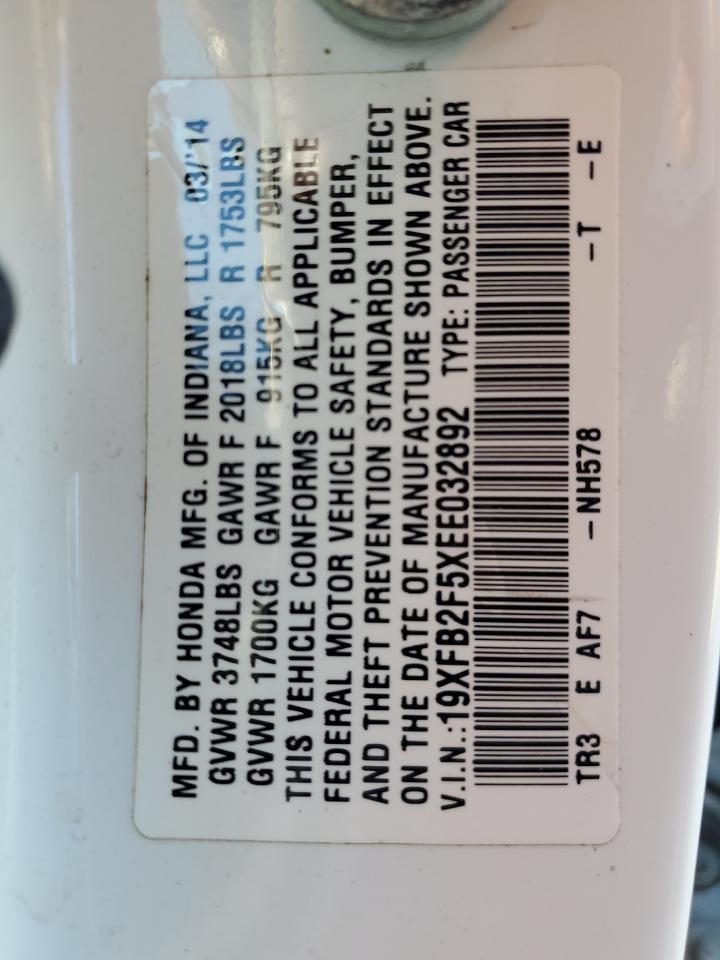 MFD. BY HONDA MFG. OF INDIANA, LLC 03/'14
GVWR 3748LBS GAWR F 2018LBS R 1753LBS
GVWR 1700KG GAWR F 915KG R 795KG
THIS VEHICLE CONFORMS TO ALL APPLICABLE
FEDERAL MOTOR VEHICLE SAFETY, BUMPER,
AND THEFT PREVENTION STANDARDS IN EFFECT
ON THE DATE OF MANUFACTURE SHOWN ABOVE.
V.I.N.:19XFB2F5XEE032892 TYPE: PASSENGER CAR
TR3 E AF7 -NH578 -T -E